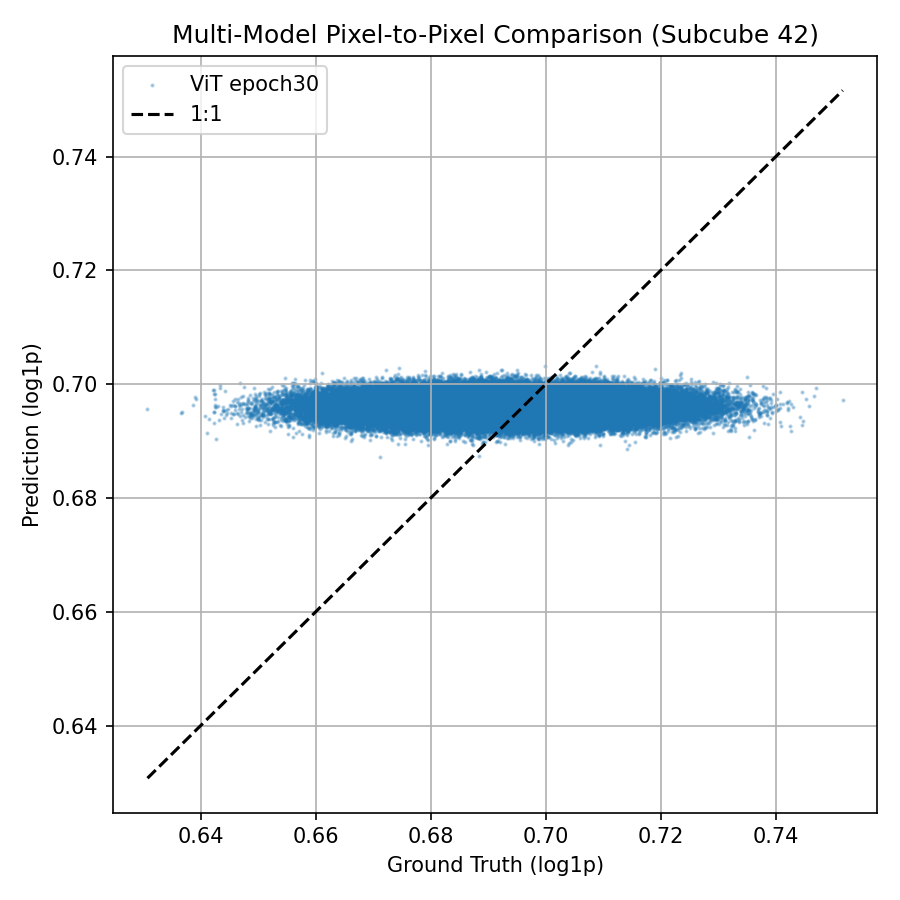 Multi-Model Pixel-to-Pixel Comparison (Subcube 42)
ViT epoch30
1:1
0.74
0.72
0.70
0.68
0.66
0.64
Prediction (log1p)
0.64 0.66 0.68 0.70 0.72 0.74
Ground Truth (log1p)